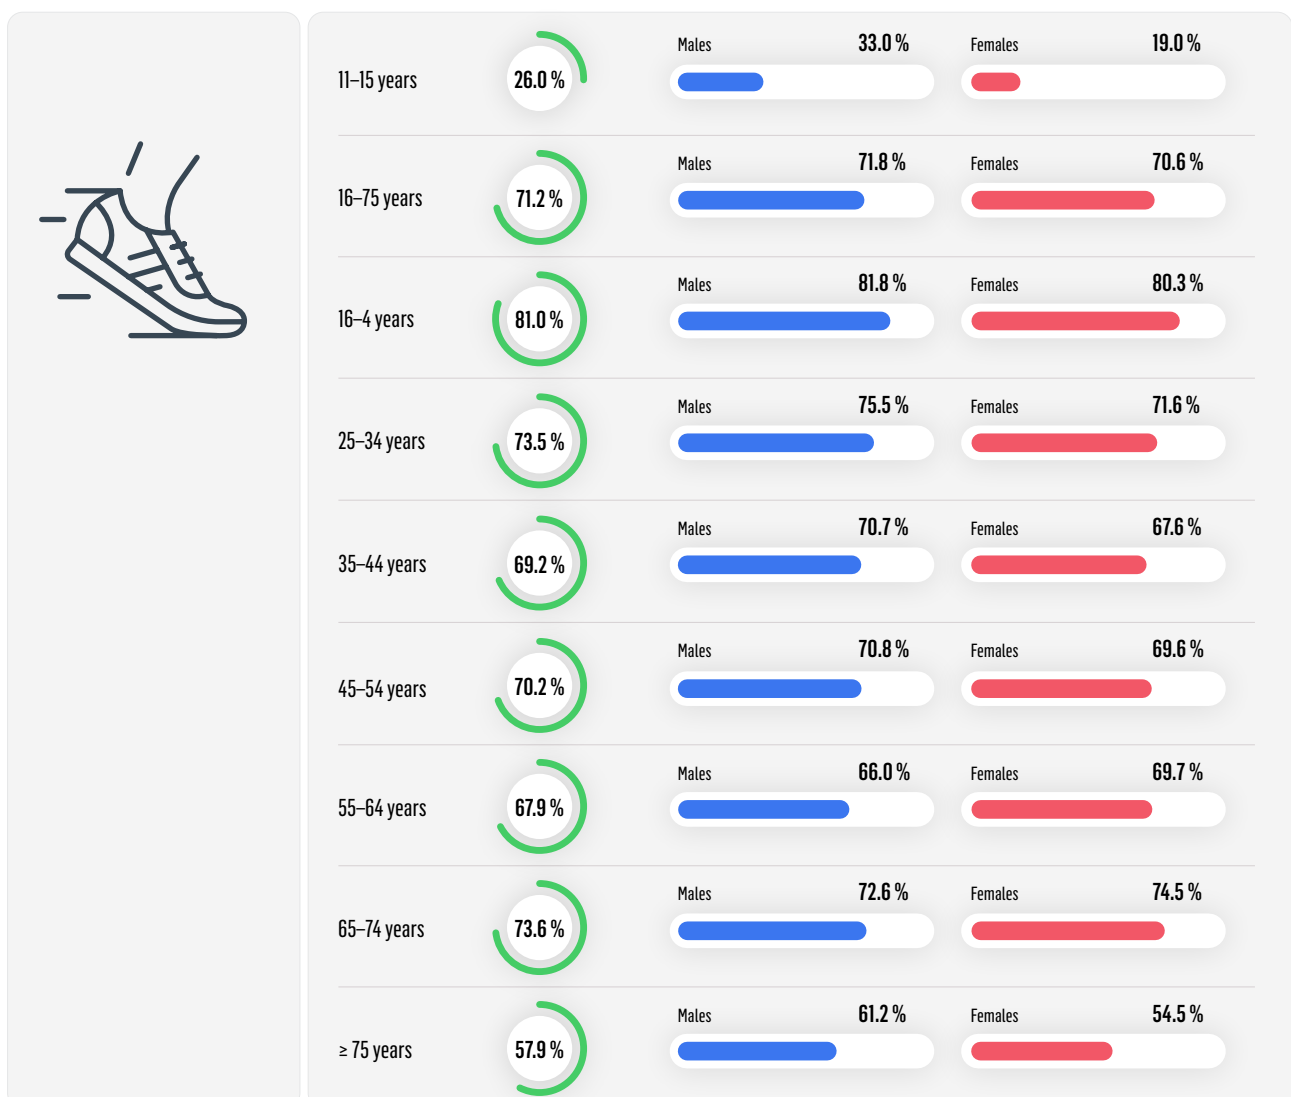 Males 33.0 % Females 19.0 %
11–15 years 26.0 %
Males 71.8 % Females 70.6 %
16–75 years 71.2 %
Males 81.8 % Females 80.3 %
16–4 years 81.0 %
Males 75.5 % Females 71.6 %
25–34 years 73.5 %
Males 70.7 % Females 67.6 %
35–44 years 69.2 %
Males 70.8 % Females 69.6 %
45–54 years 70.2 %
Males 66.0 % Females 69.7 %
55–64 years 67.9 %
Males 72.6 % Females 74.5 %
65–74 years 73.6 %
Males 61.2 % Females 54.5 %
≥ 75 years 57.9 %